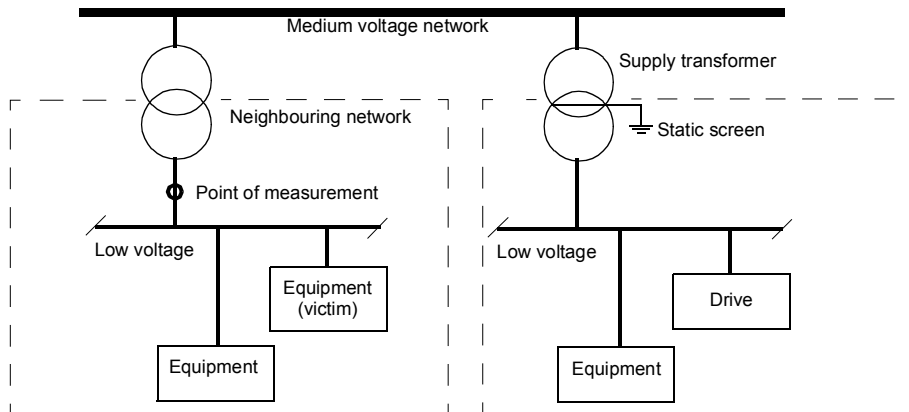 Medium voltage network
Supply transformer
Neighbouring network
Static screen
Point of measurement
Low voltage
Low voltage
Equipment
(victim)
Drive
Equipment
Equipment